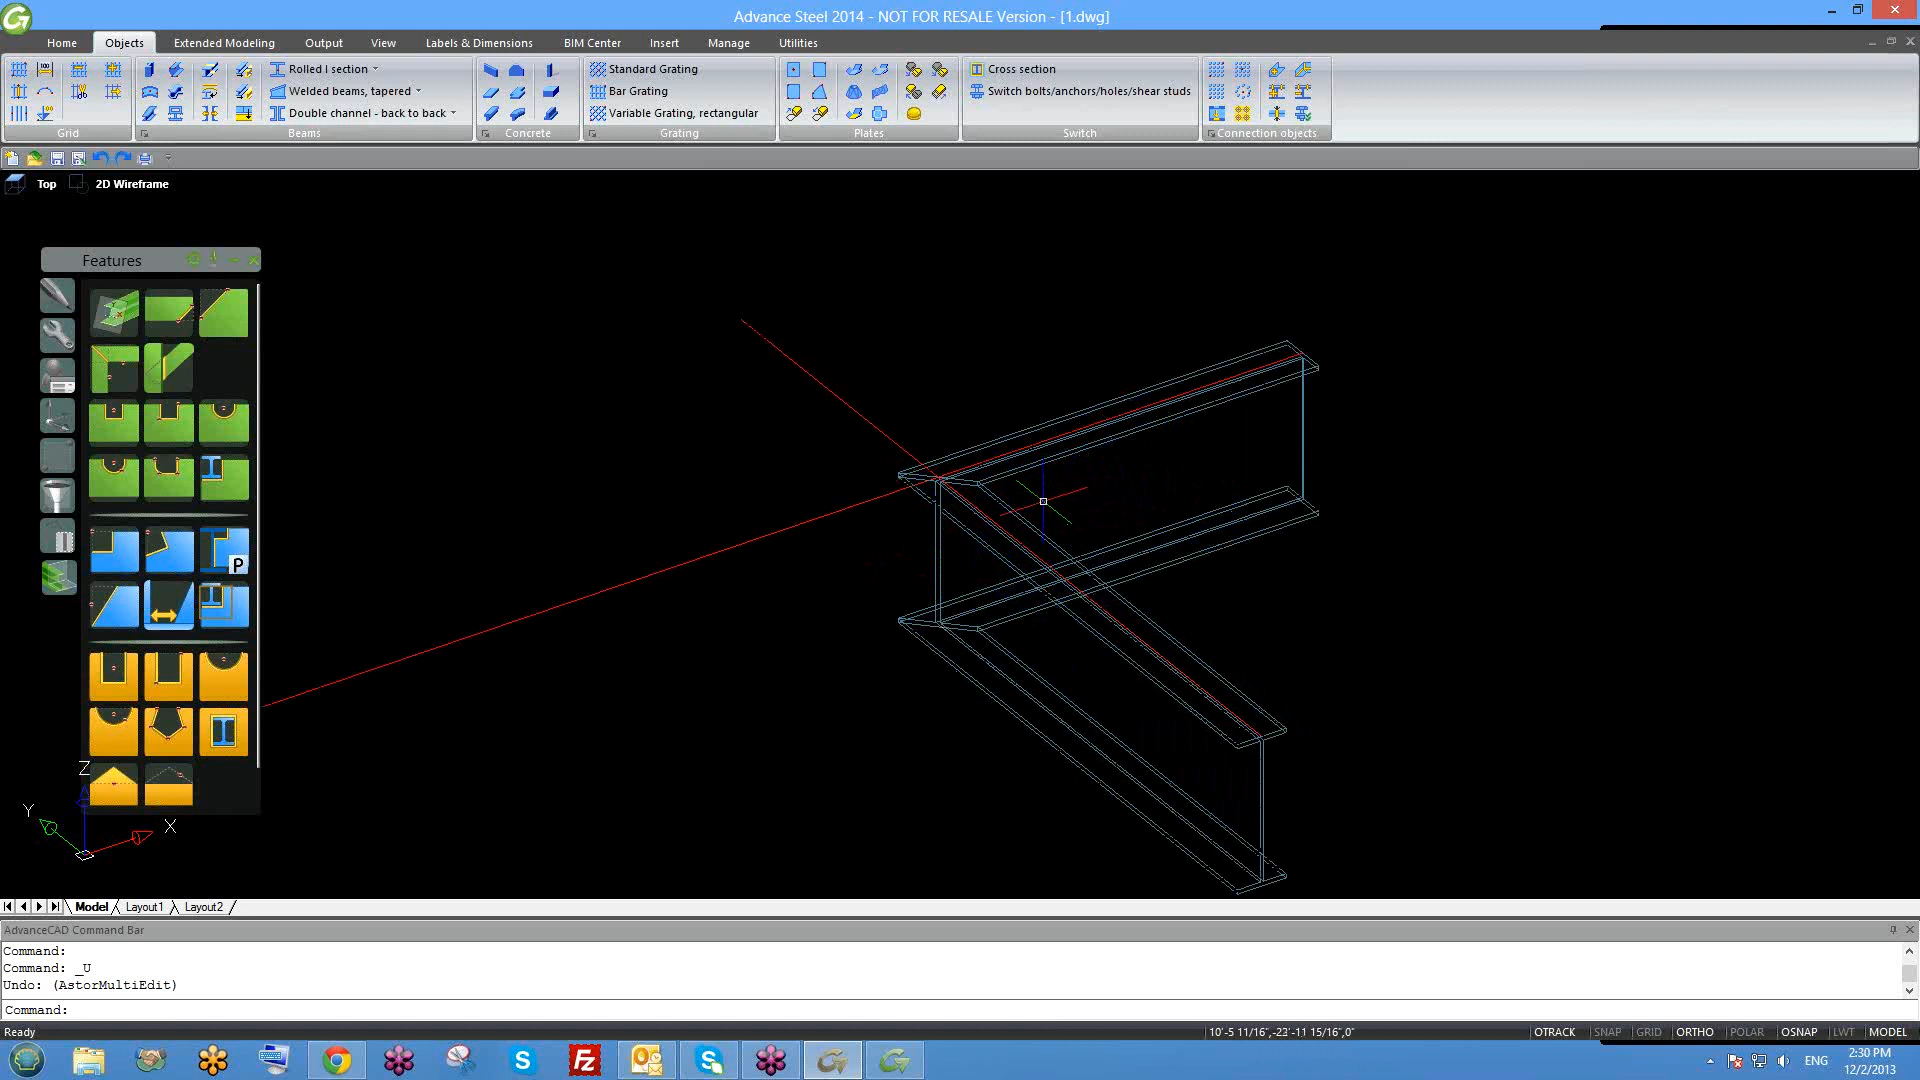 Advance Steel 2014 - NOT FOR RESALE Version - [1.dwg]
Home Objects Extended Modeling Output View Labels & Dimensions BIM Center Insert Manage Utilities
Rolled I section
Welded beams, tapered
Double channel - back to back
Standard Grating
Bar Grating
Variable Grating, rectangular
Cross section
Switch bolts/anchors/holes/shear studs
Grid Beams Concrete Grating Plates Switch Connection objects
Top 2D Wireframe
Features
P
Z
Y
X
Model Layout1 Layout2
AdvanceCAD Command Bar
Command:
Command: _U
Undo: (AstorMultiEdit)
Command:
Ready 10'-5 11/16",-23'-11 15/16",0" OTRACK SNAP GRID ORTHO POLAR OSNAP LWT MODEL
ENG
2:30 PM
12/2/2013